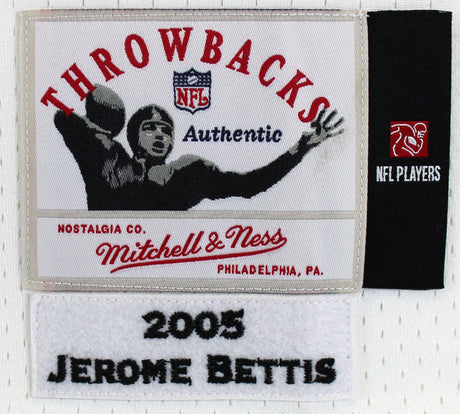 THROWBACKS
NFL
Authentic
NFL PLAYERS
NOSTALGIA CO.
Mitchell & Ness
PHILADELPHIA, PA.
2005
JEROME BETTIS